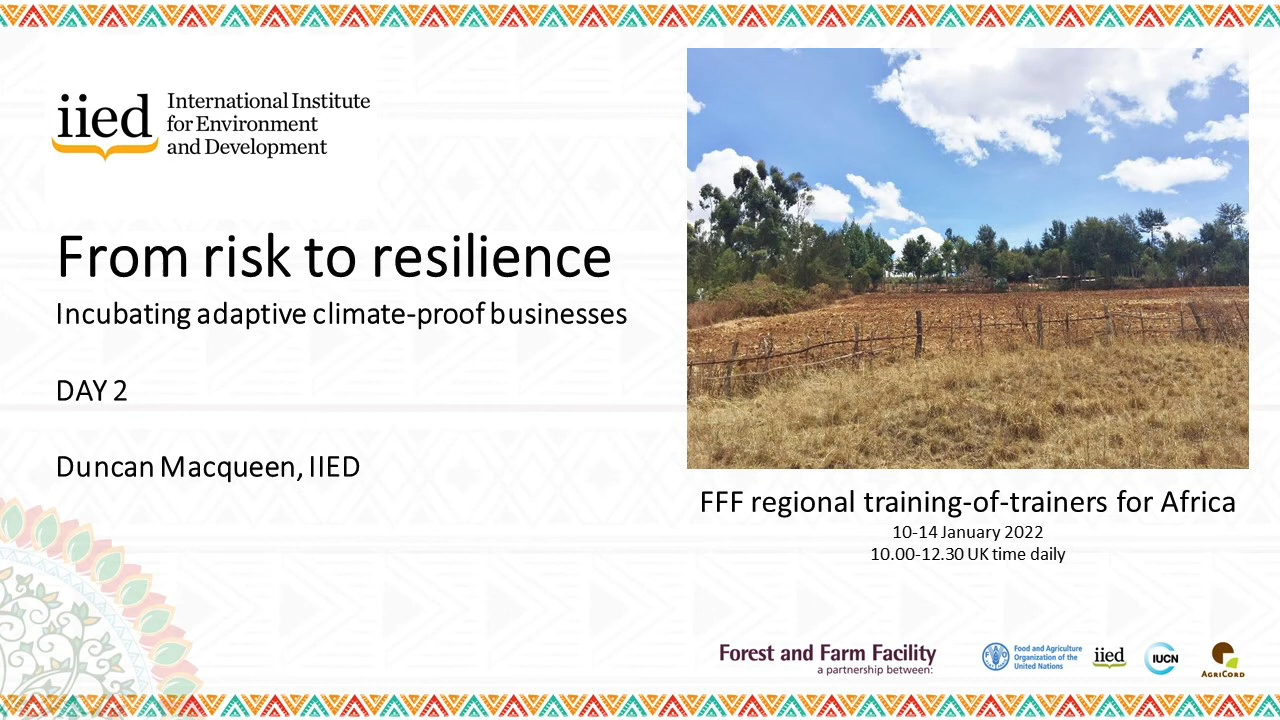 iied
International Institute
for Environment
and Development
From risk to resilience
Incubating adaptive climate-proof businesses
DAY 2
Duncan Macqueen, IIED
FFF regional training-of-trainers for Africa
10-14 January 2022
10.00-12.30 UK time daily
Forest and Farm Facility
a partnership between:
FAO
Food and Agriculture
Organization of the
United Nations
iied
IUCN
AGRICORD